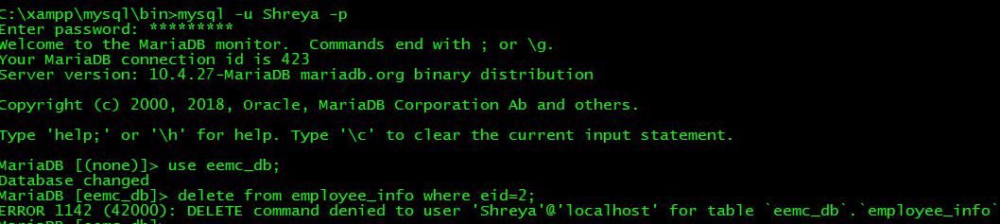 C:\xampp\mysql\bin>mysql -u Shreya -p
Enter password: *********
Welcome to the MariaDB monitor.  Commands end with ; or \g.
Your MariaDB connection id is 423
Server version: 10.4.27-MariaDB mariadb.org binary distribution
Copyright (c) 2000, 2018, Oracle, MariaDB Corporation Ab and others.
Type 'help;' or '\h' for help. Type '\c' to clear the current input statement.
MariaDB [(none)]> use eemc_db;
Database changed
MariaDB [eemc_db]> delete from employee_info where eid=2;
ERROR 1142 (42000): DELETE command denied to user 'Shreya'@'localhost' for table `eemc_db`.`employee_info`